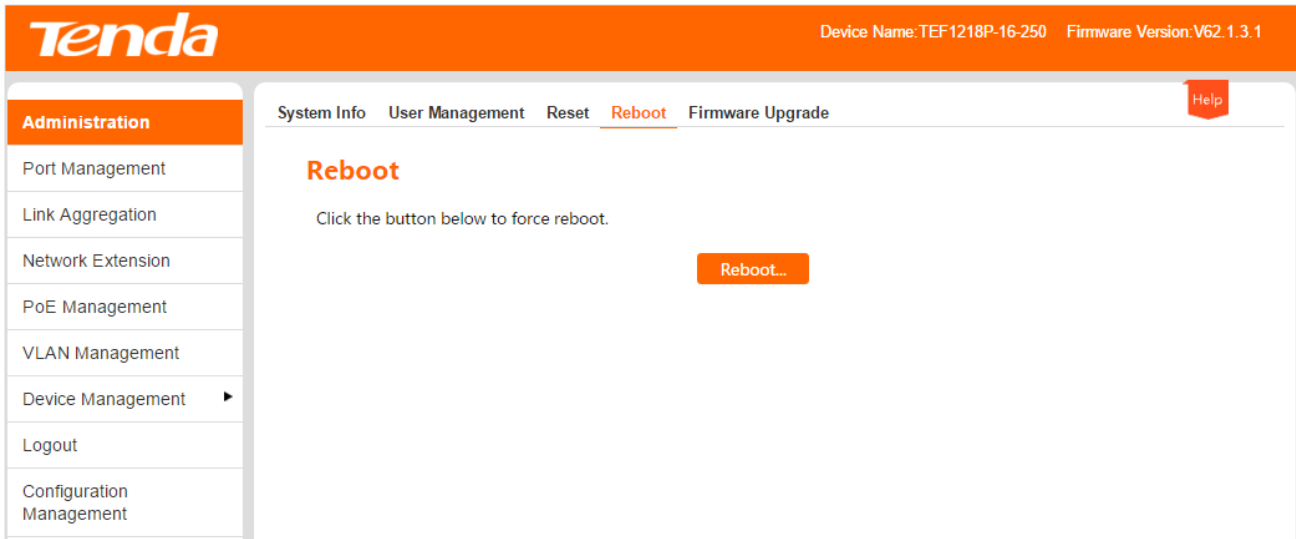 Tenda
Device Name:TEF1218P-16-250 Firmware Version:V62.1.3.1
Help
System Info User Management Reset Reboot Firmware Upgrade
Administration
Port Management
Link Aggregation
Network Extension
PoE Management
VLAN Management
Device Management
Logout
Configuration
Management
Reboot
Click the button below to force reboot.
Reboot...